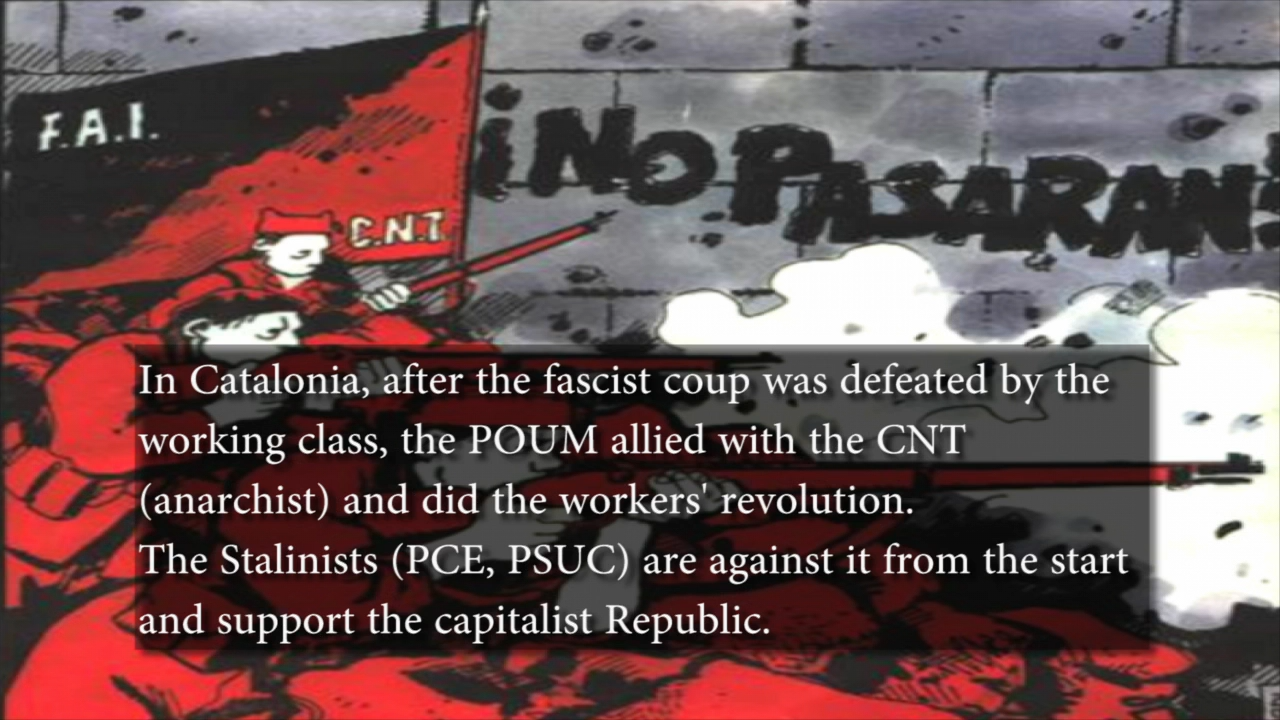 F.A.I.
C.N.T.
¡NO PASARAN!
In Catalonia, after the fascist coup was defeated by the
working class, the POUM allied with the CNT
(anarchist) and did the workers' revolution.
The Stalinists (PCE, PSUC) are against it from the start
and support the capitalist Republic.